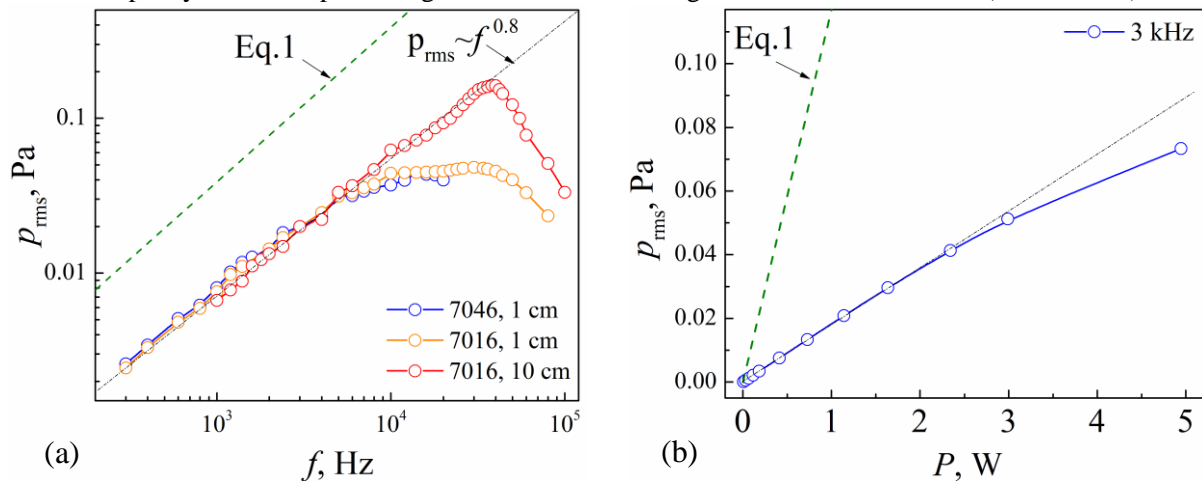 Eq.1
p_rms~f^0.8
0.1
0.01
p_rms, Pa
7046, 1 cm
7016, 1 cm
7016, 10 cm
10^3
10^4
10^5
f, Hz
(a)
Eq.1
3 kHz
0.10
0.08
0.06
0.04
0.02
0.00
p_rms, Pa
0 1 2 3 4 5
P, W
(b)